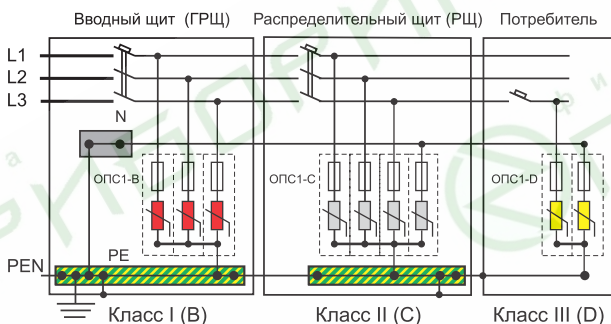 Вводный щит (ГРЩ)
Распределительный щит (РЩ)
Потребитель
L1
L2
L3
N
ОПС1-B
ОПС1-C
ОПС1-D
PEN
PE
Класс I (B)
Класс II (C)
Класс III (D)